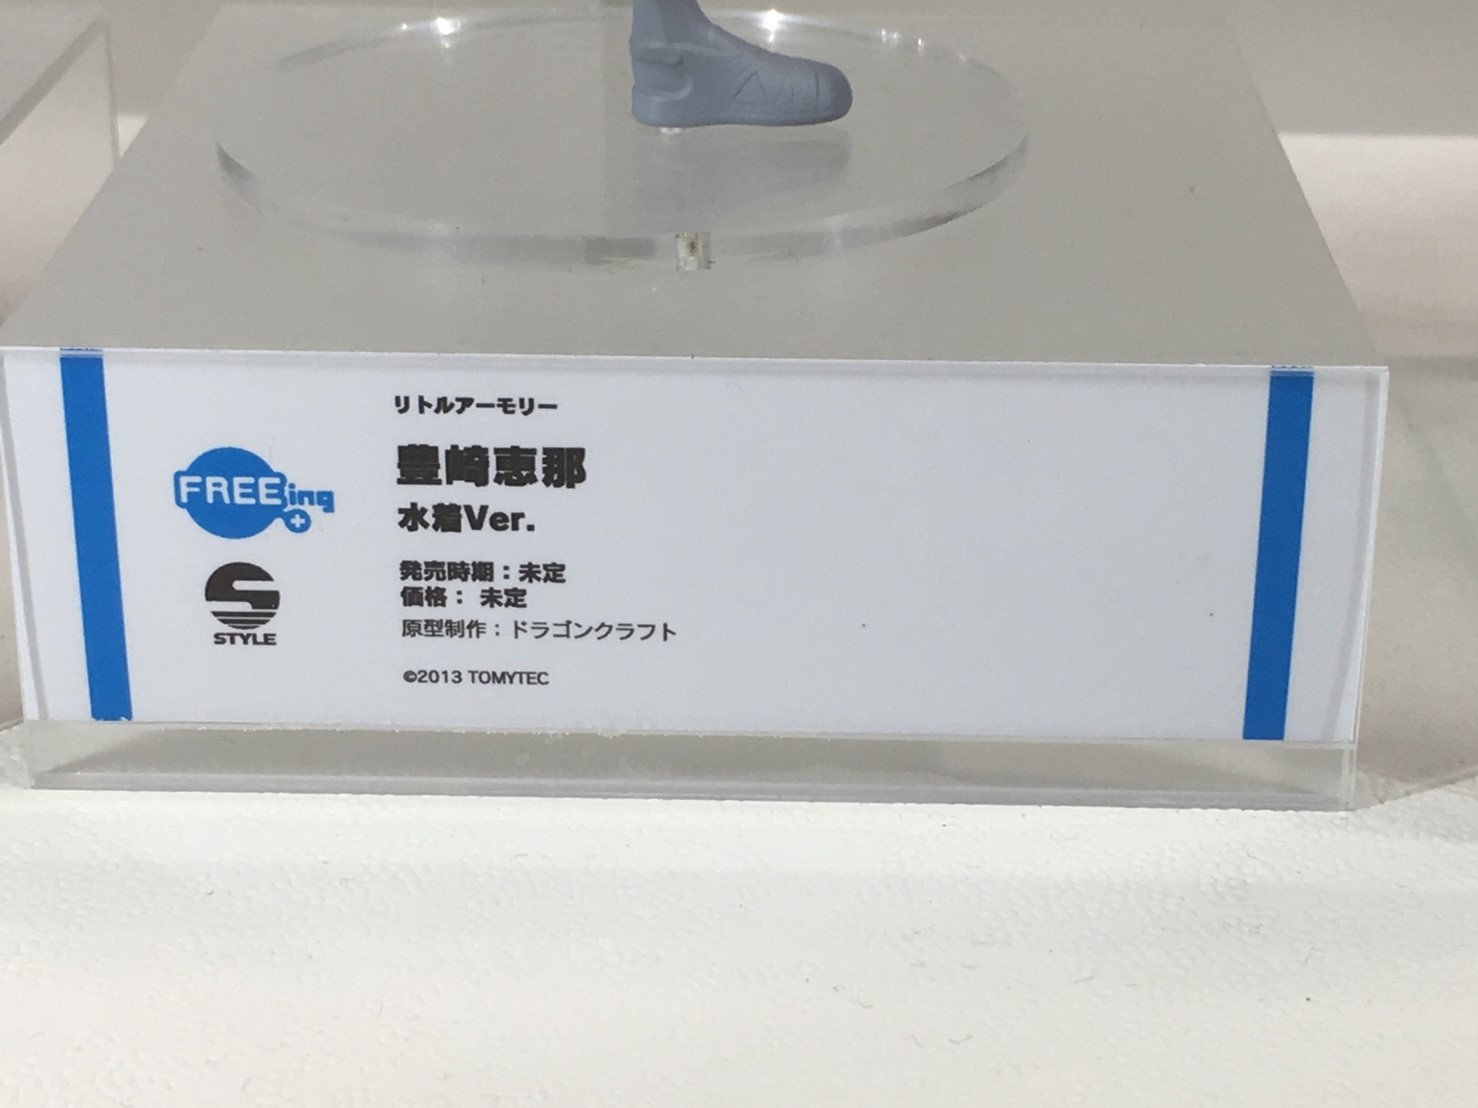 リトルアーモリー
豊崎恵那
水着Ver.
FREEing
STYLE
発売時期：未定
価格： 未定
原型制作：ドラゴンクラフト
©2013 TOMYTEC